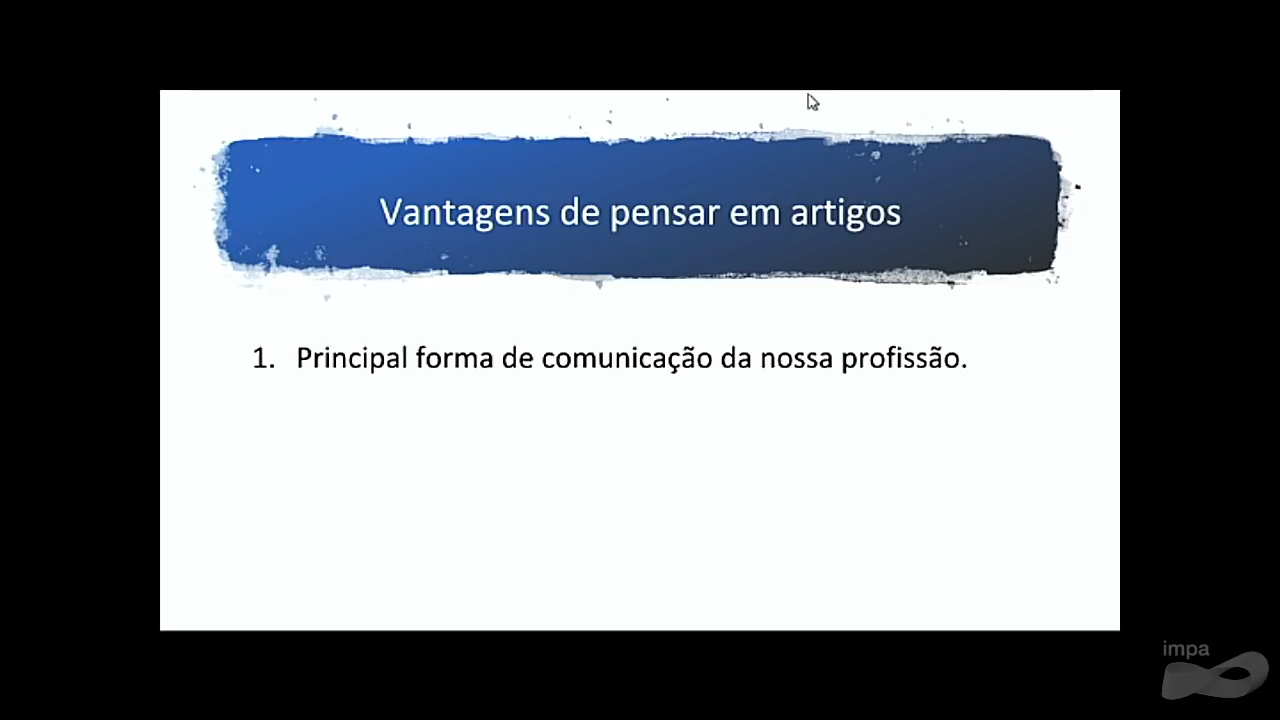 Vantagens de pensar em artigos
1. Principal forma de comunicação da nossa profissão.
impa